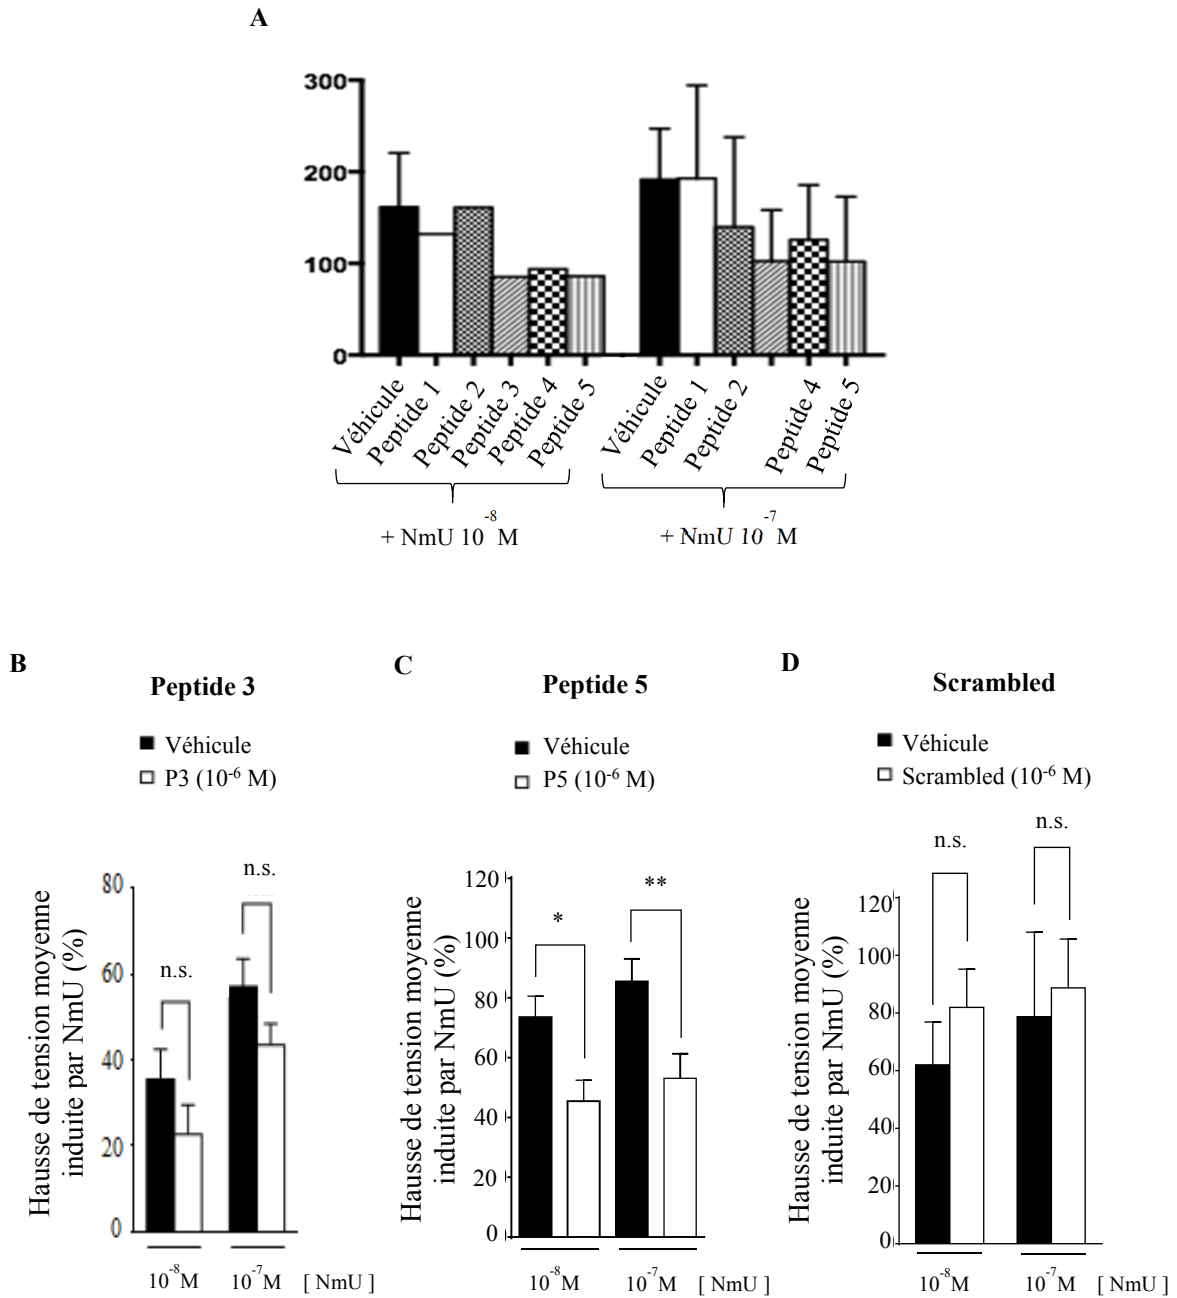 A
300
200
100
0
Véhicule
Peptide 1
Peptide 2
Peptide 3
Peptide 4
Peptide 5
Véhicule
Peptide 1
Peptide 2
Peptide 4
Peptide 5
+ NmU 10⁻⁸ M
+ NmU 10⁻⁷ M
B
Peptide 3
Véhicule
P3 (10⁻⁶ M)
n.s.
n.s.
Hausse de tension moyenne
induite par NmU (%)
80
60
40
20
0
10⁻⁸M
10⁻⁷M
[ NmU ]
C
Peptide 5
Véhicule
P5 (10⁻⁶ M)
*
**
Hausse de tension moyenne
induite par NmU (%)
120
100
80
60
40
20
0
10⁻⁸M
10⁻⁷M
[ NmU ]
D
Scrambled
Véhicule
Scrambled (10⁻⁶ M)
n.s.
n.s.
Hausse de tension moyenne
induite par NmU (%)
120
100
80
60
40
20
0
10⁻⁸M
10⁻⁷M
[ NmU ]